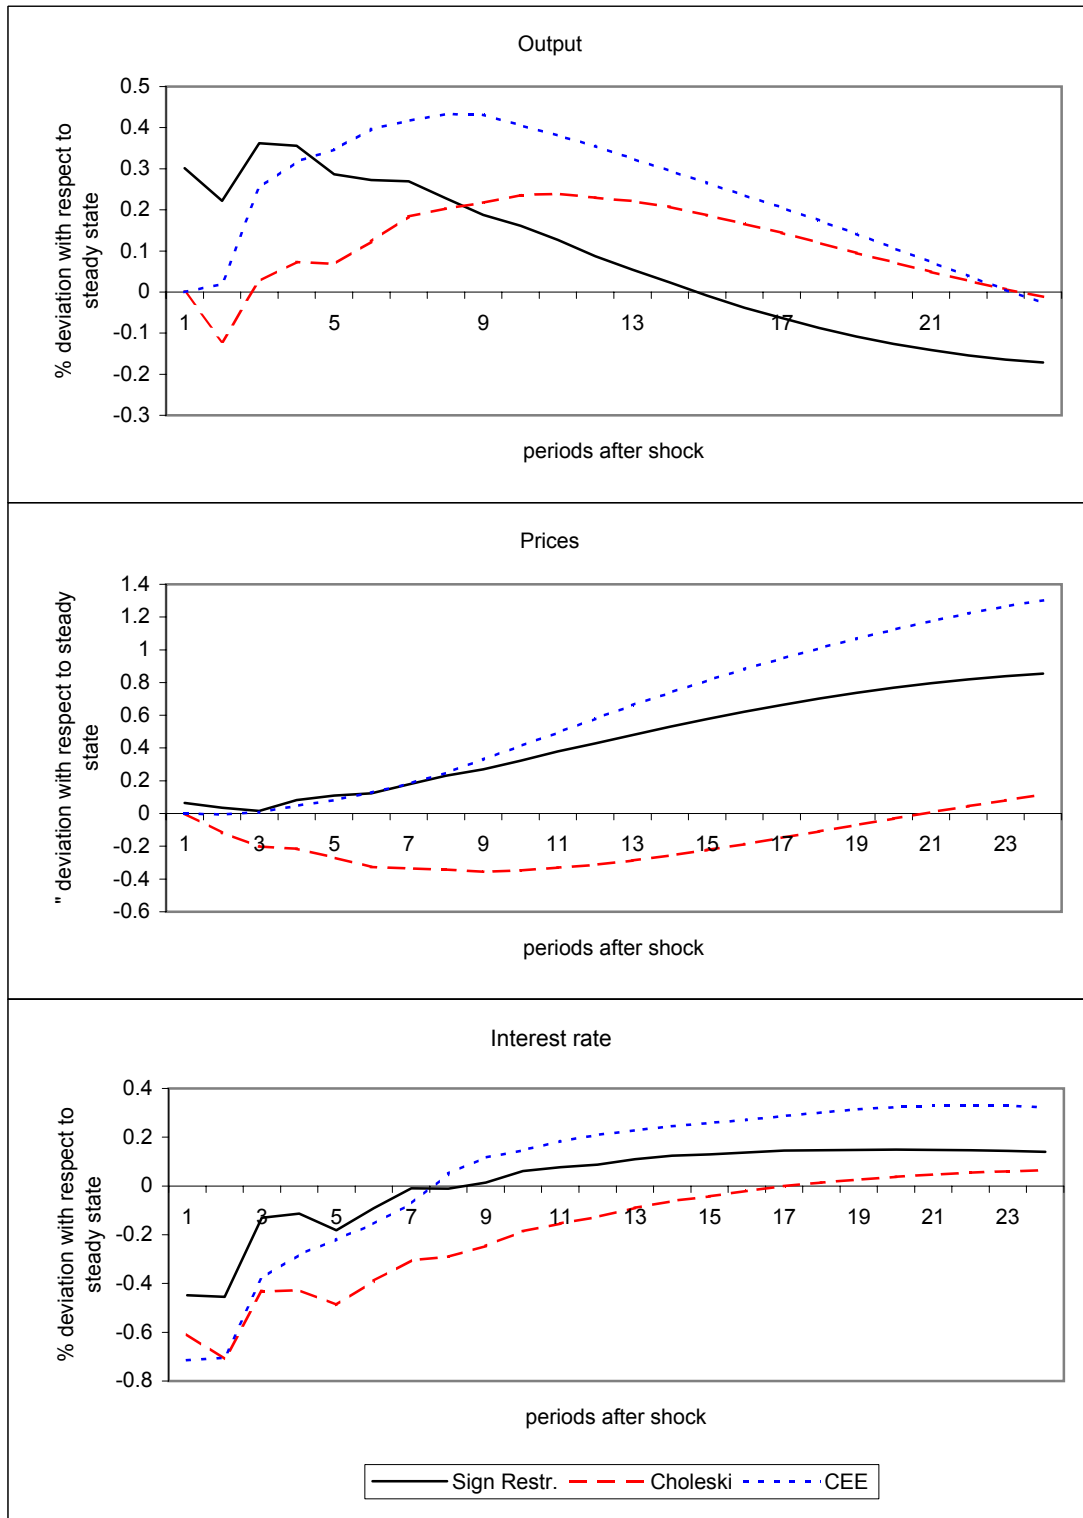 Output
% deviation with respect to
steady state
0.5
0.4
0.3
0.2
0.1
0
-0.1
-0.2
-0.3
1 5 9 13 17 21
periods after shock
Prices
" deviation with respect to steady
state
1.4
1.2
1
0.8
0.6
0.4
0.2
0
-0.2
-0.4
-0.6
1 3 5 7 9 11 13 15 17 19 21 23
periods after shock
Interest rate
% deviation with respect to
steady state
0.4
0.2
0
-0.2
-0.4
-0.6
-0.8
1 3 5 7 9 11 13 15 17 19 21 23
periods after shock
Sign Restr. Choleski CEE